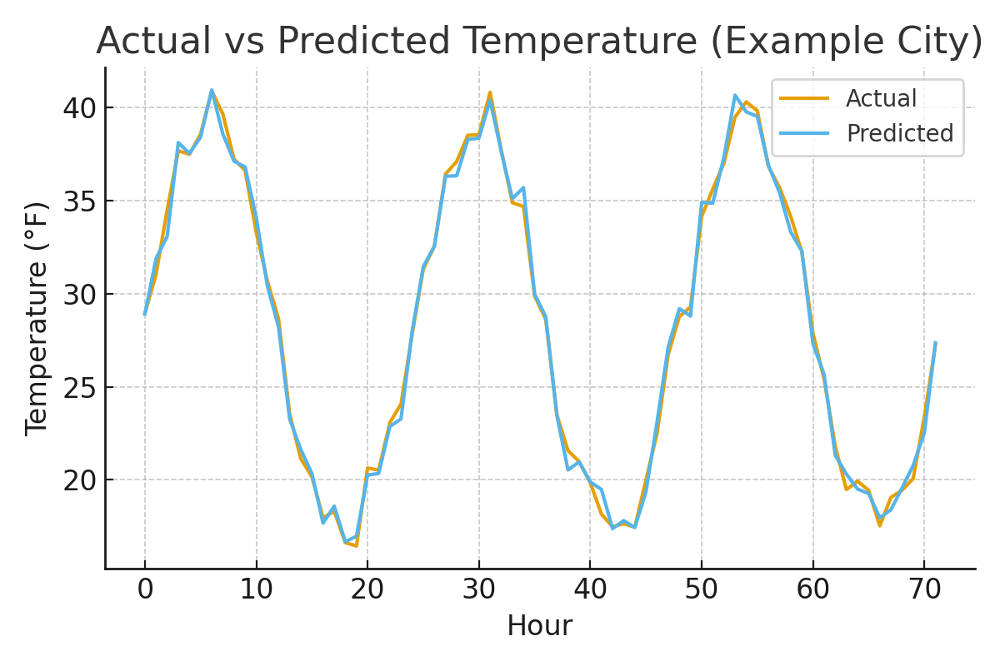 Actual vs Predicted Temperature (Example City)
Actual
Predicted
Temperature (°F)
40
35
30
25
20
0 10 20 30 40 50 60 70
Hour